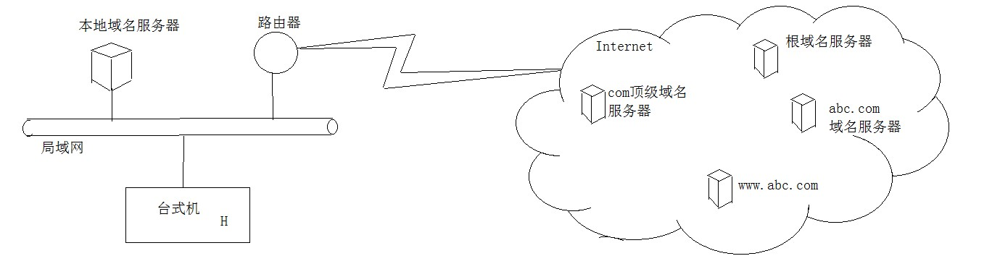 本地域名服务器
路由器
Internet
根域名服务器
com顶级域名
服务器
abc.com
域名服务器
局域网
www.abc.com
台式机
H